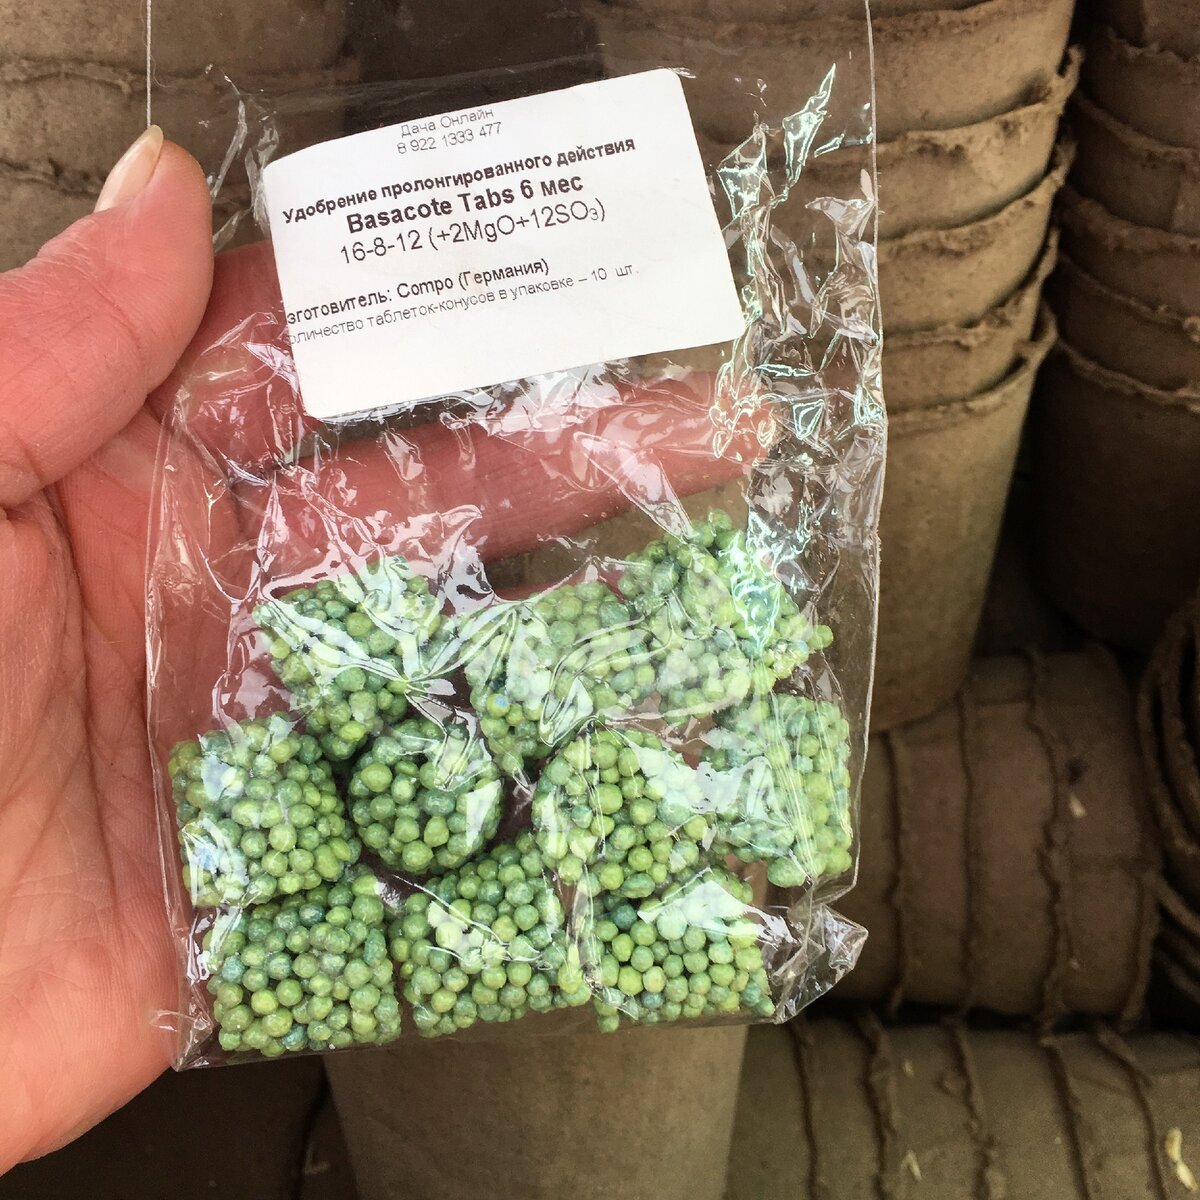 Дача Онлайн
8 922 1333 477
Удобрение пролонгированного действия
Basacote Tabs 6 мес
16-8-12 (+2MgO+12SO₃)
зготовитель: Compo (Германия)
оличество таблеток-конусов в упаковке – 10 шт.